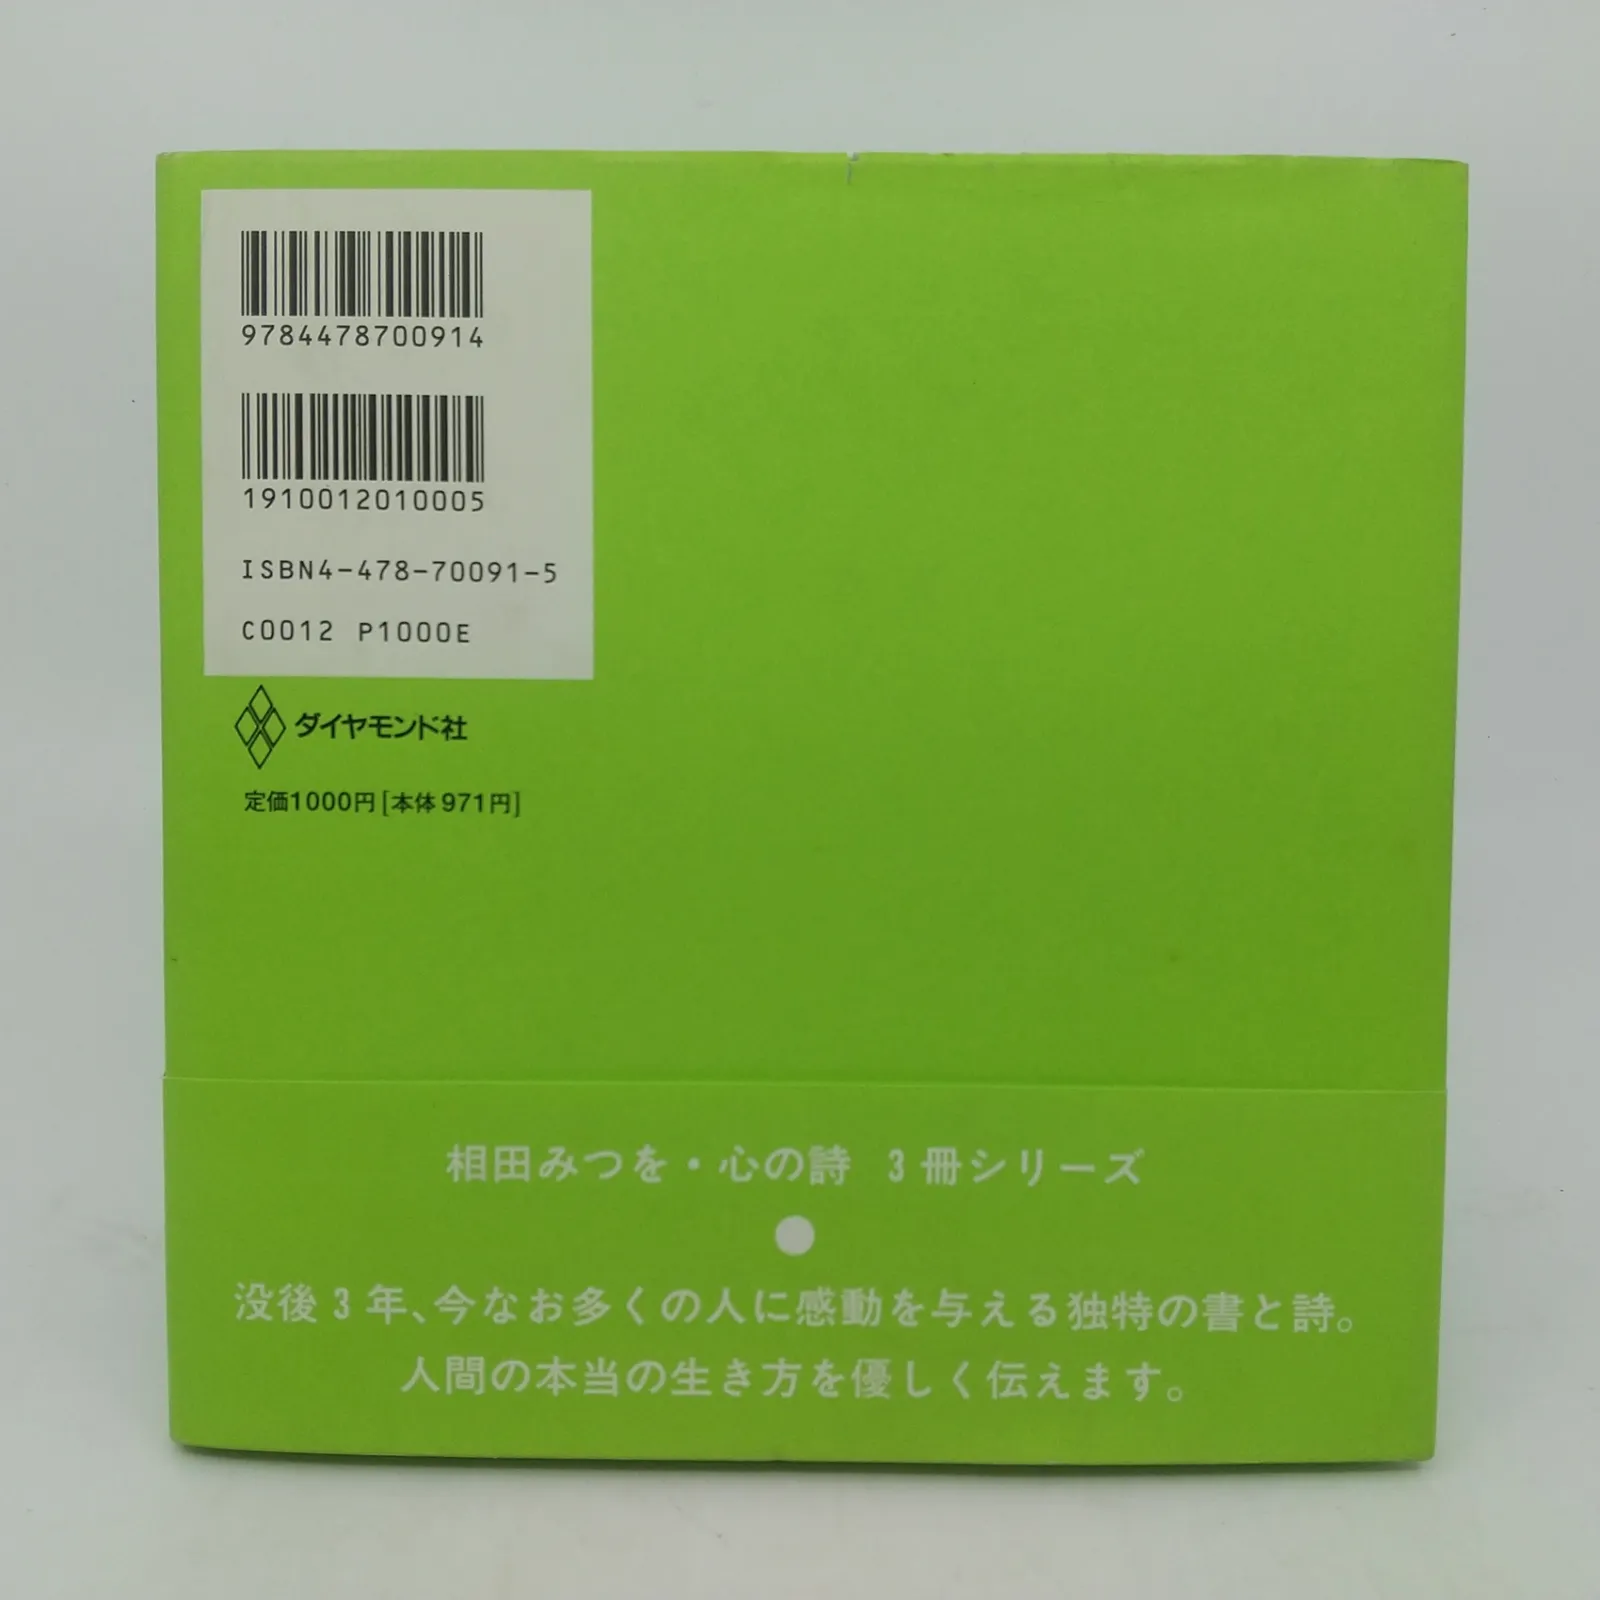 9784478700914
1910012010005
ISBN4-478-70091-5
C0012 P1000E
ダイヤモンド社
定価1000円[本体971円]
相田みつを・心の詩 3冊シリーズ
没後3年、今なお多くの人に感動を与える独特の書と詩。
人間の本当の生き方を優しく伝えます。